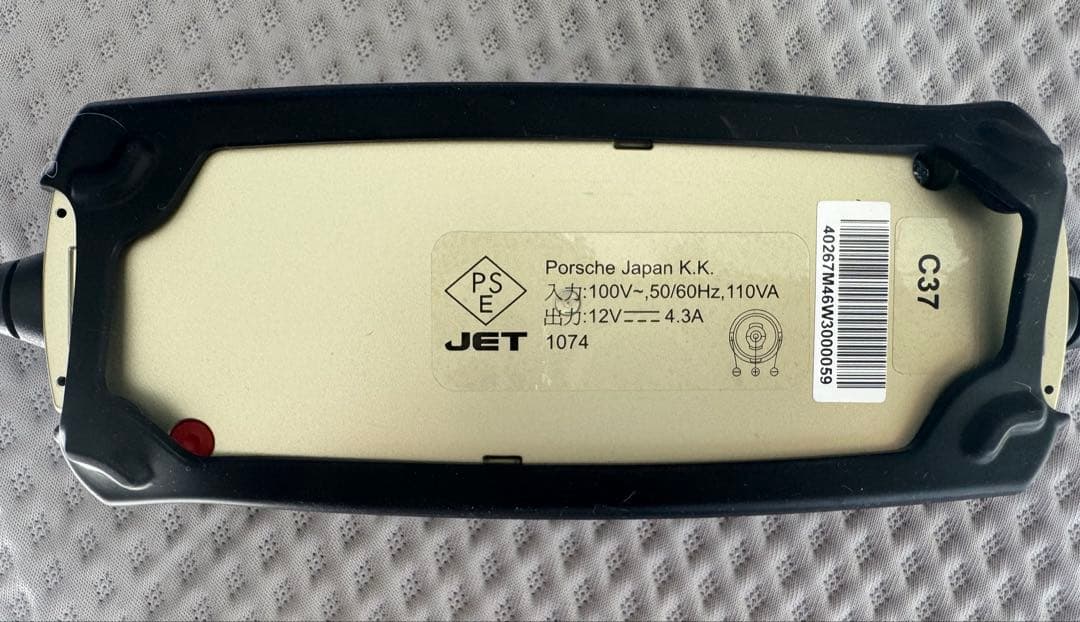 PS
E
JET
Porsche Japan K.K.
入力:100V~,50/60Hz,110VA
出力:12V⎓4.3A
1074
40267M46W3000059
C37